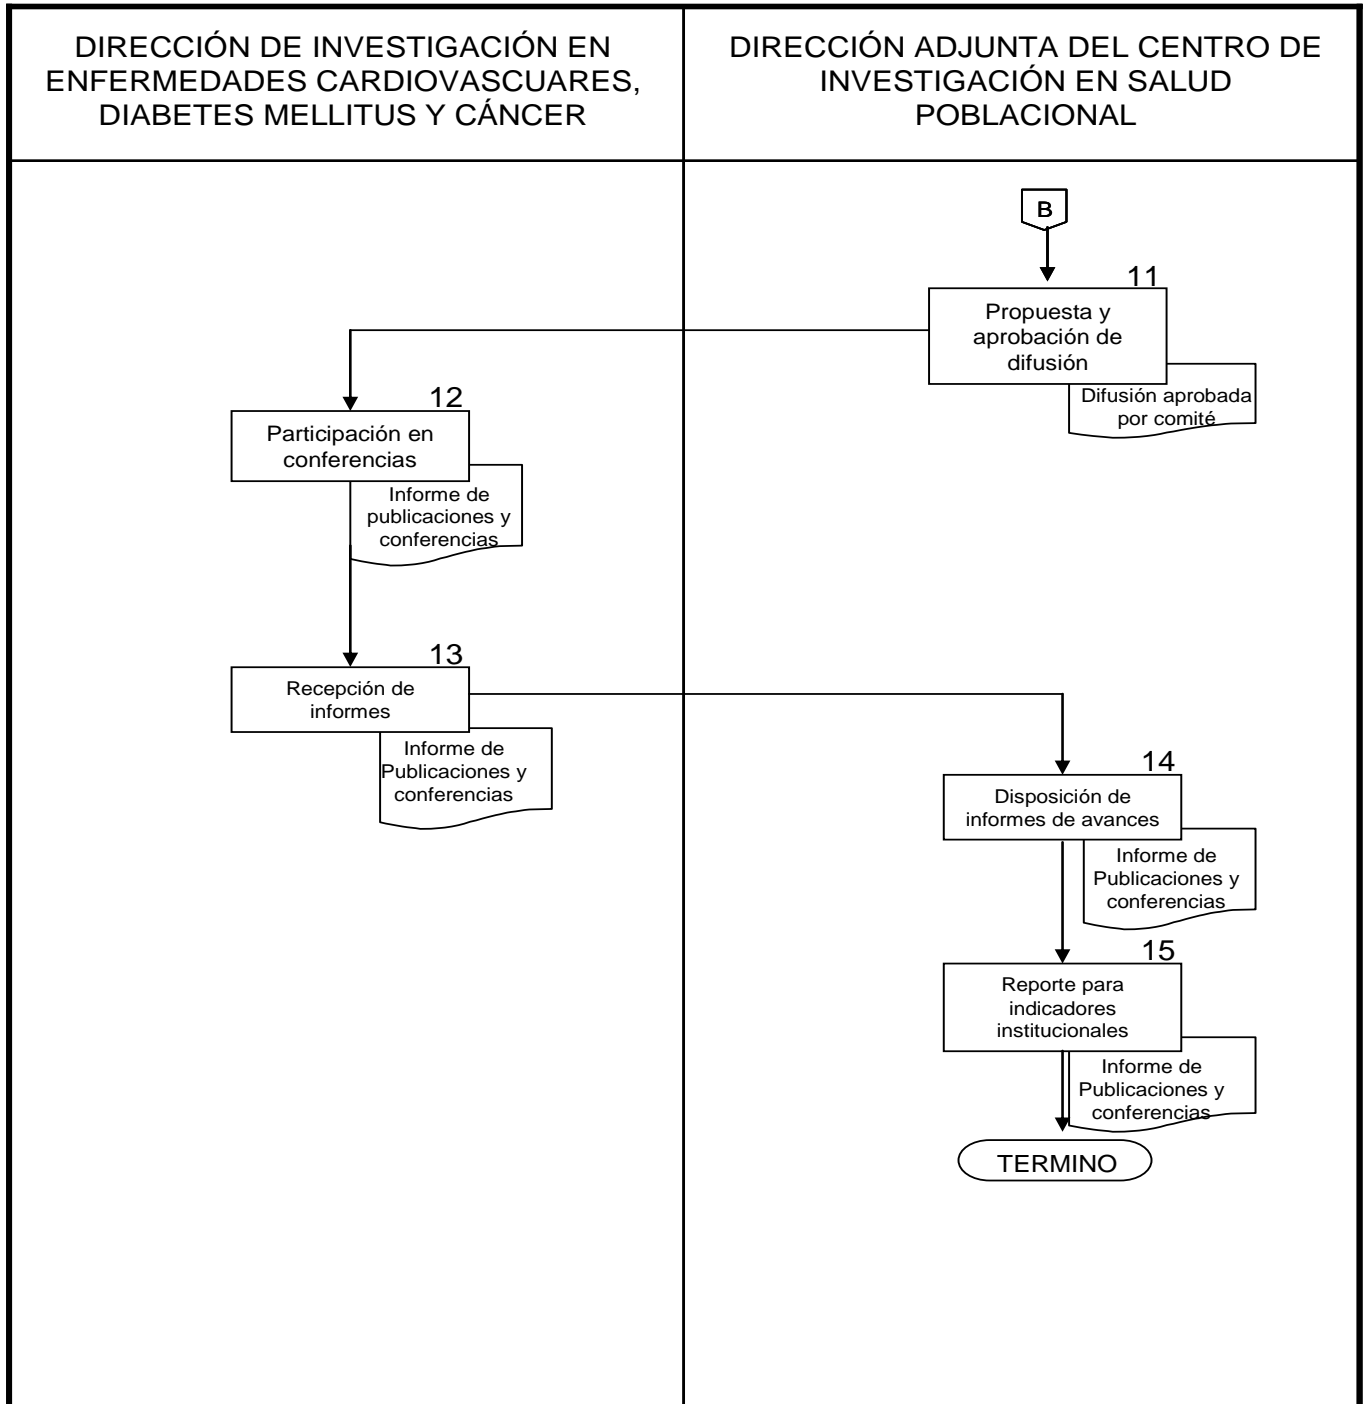 DIRECCIÓN DE INVESTIGACIÓN EN
ENFERMEDADES CARDIOVASCUARES,
DIABETES MELLITUS Y CÁNCER
DIRECCIÓN ADJUNTA DEL CENTRO DE
INVESTIGACIÓN EN SALUD
POBLACIONAL
B
11
Propuesta y
aprobación de
difusión
Difusión aprobada
por comité
12
Participación en
conferencias
Informe de
publicaciones y
conferencias
13
Recepción de
informes
Informe de
Publicaciones y
conferencias
14
Disposición de
informes de avances
Informe de
Publicaciones y
conferencias
15
Reporte para
indicadores
institucionales
Informe de
Publicaciones y
conferencias
TERMINO